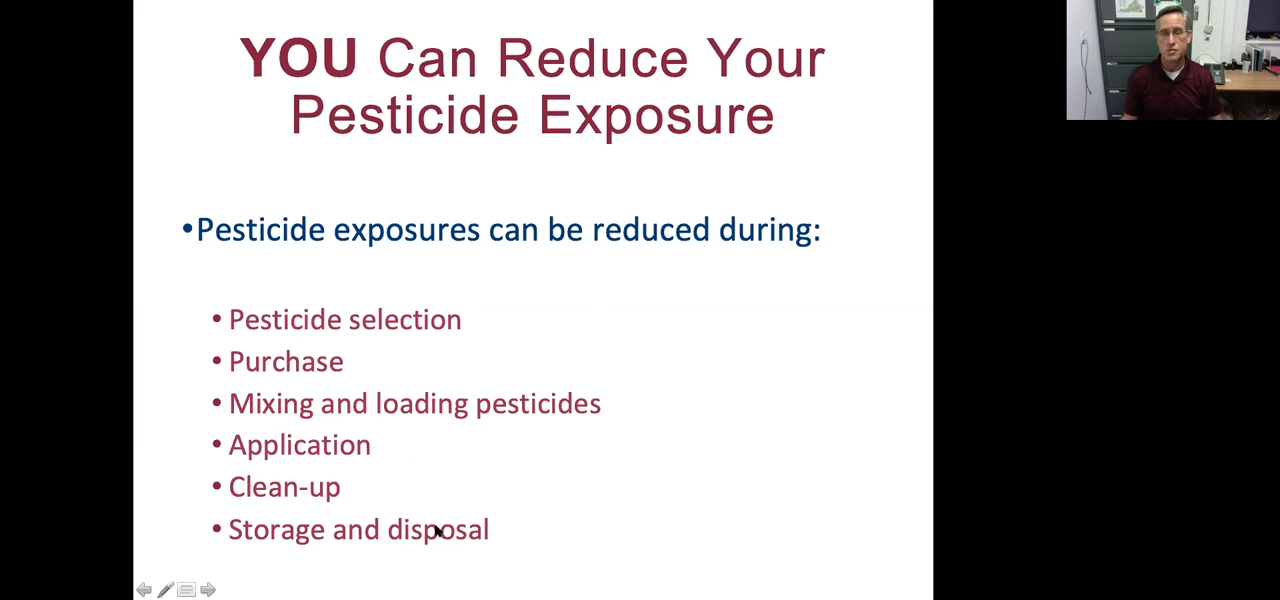 YOU Can Reduce Your
Pesticide Exposure
•Pesticide exposures can be reduced during:
• Pesticide selection
• Purchase
• Mixing and loading pesticides
• Application
• Clean-up
• Storage and disposal